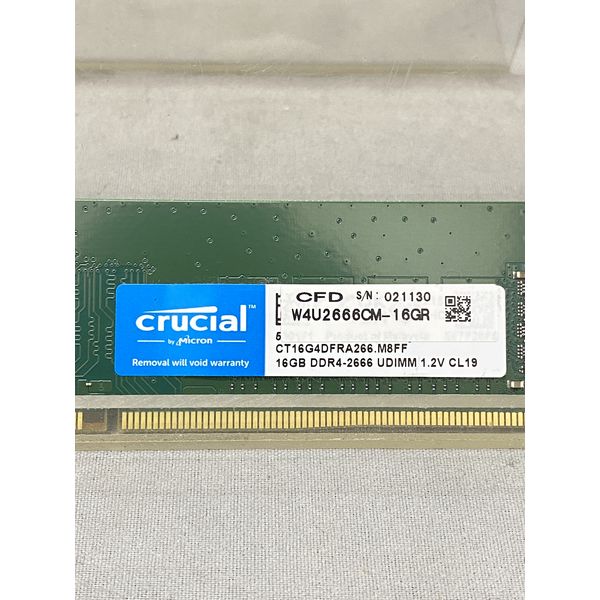 crucial™
by Micron
Removal will void warranty
CFD S/N: 021130
W4U2666CM-16GR
5
CT16G4DFRA266.M8FF
16GB DDR4-2666 UDIMM 1.2V CL19